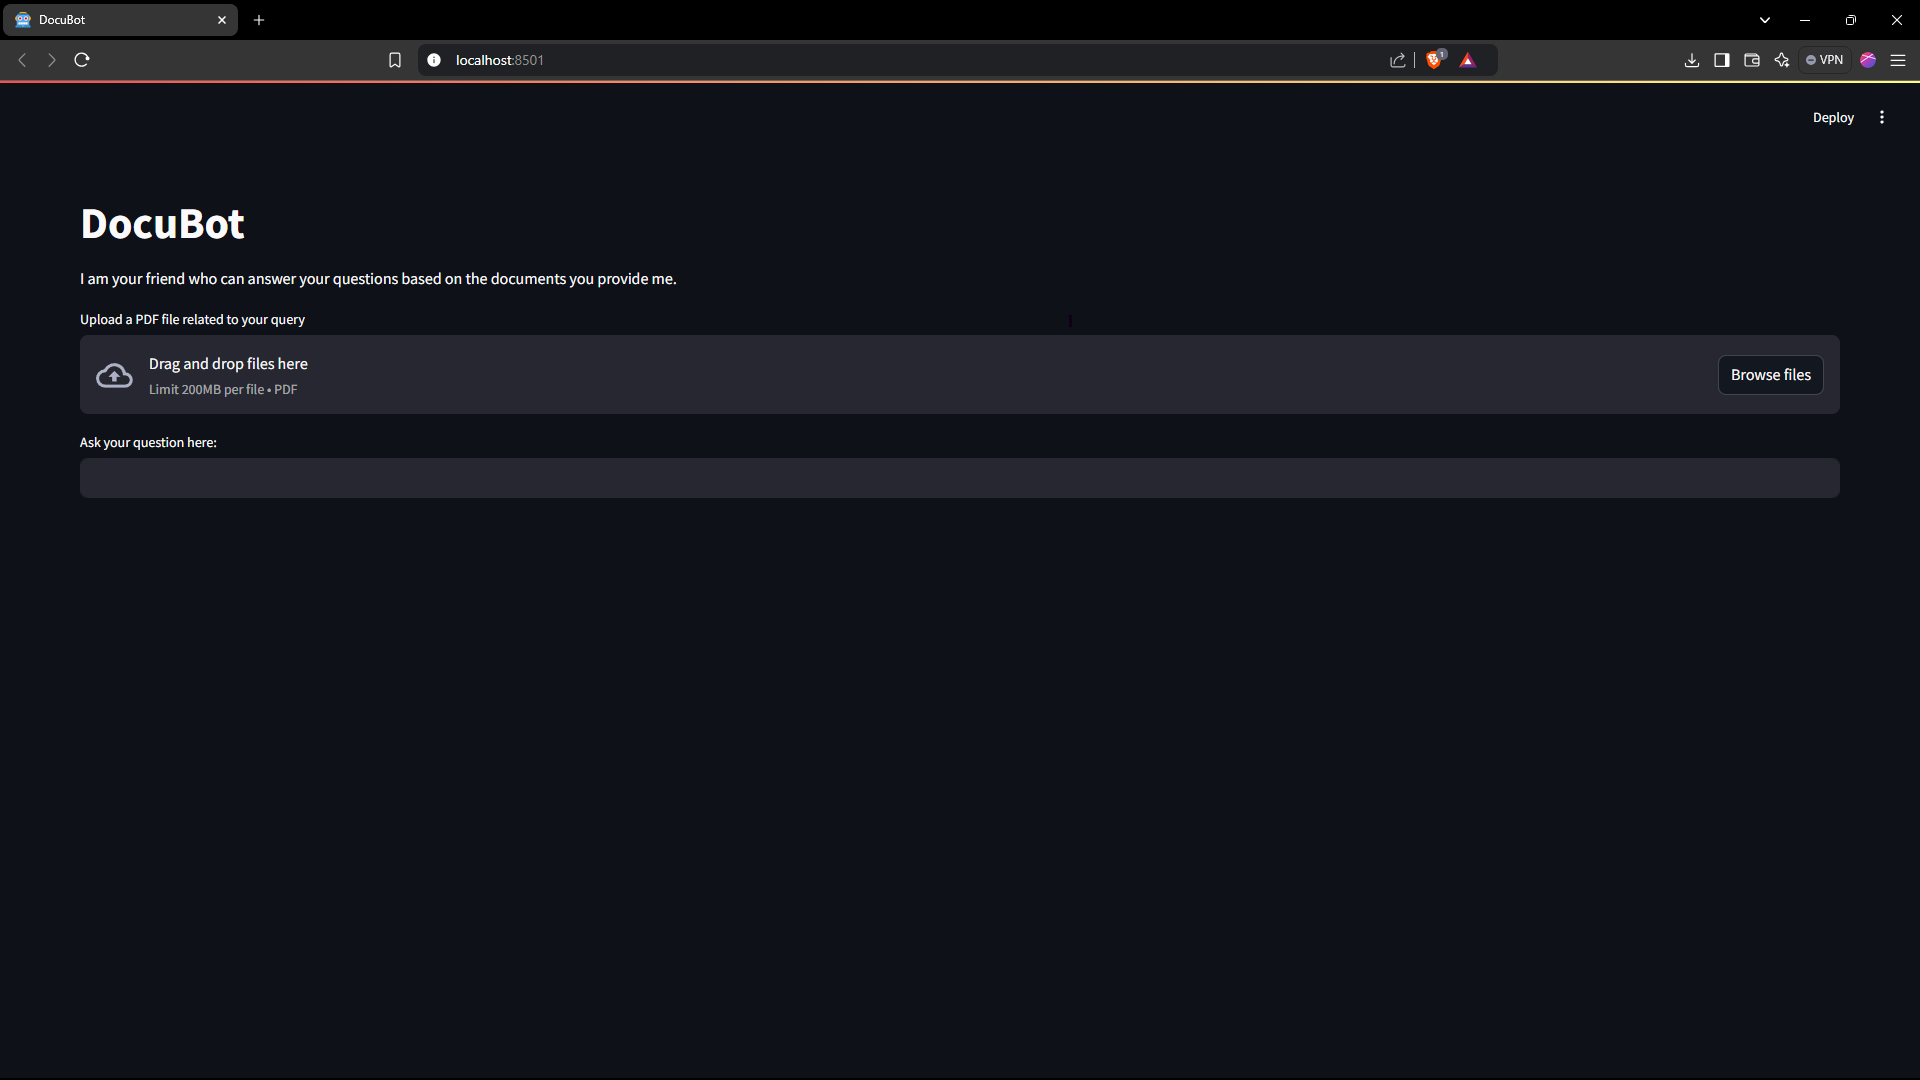 DocuBot
localhost:8501
1
VPN
Deploy
DocuBot
I am your friend who can answer your questions based on the documents you provide me.
Upload a PDF file related to your query
Drag and drop files here
Limit 200MB per file • PDF
Browse files
Ask your question here: